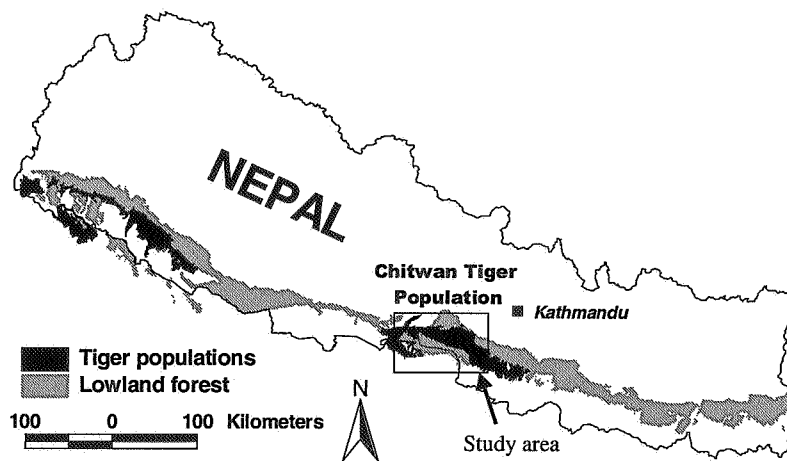 NEPAL
Chitwan Tiger
Population
Kathmandu
Tiger populations
Lowland forest
100 0 100 Kilometers
N
Study area